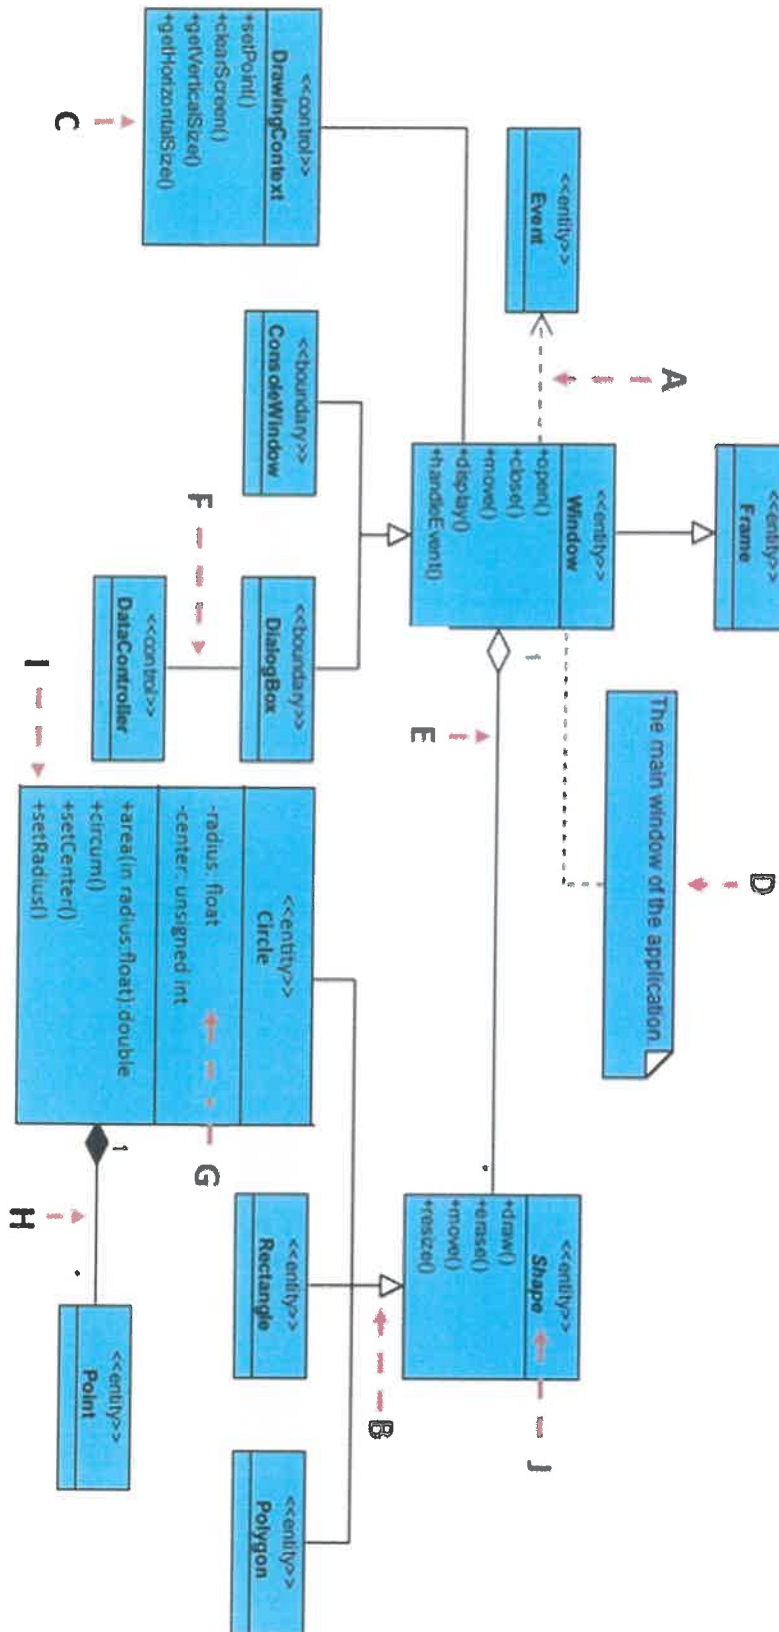 <<entity>>
Frame
The main window of the application.
D
A
<<entity>>
Event
<<entity>>
Window
+open()
+close()
+move()
+display()
+handleEvent()
1
E
*
<<entity>>
Shape
+draw()
+erase()
+move()
+resize()
J
B
<<control>>
DrawingContext
+setPoint()
+clearScreen()
+getVerticalSize()
+getHorizontalSize()
C
<<boundary>>
ConsoleWindow
<<boundary>>
DialogBox
F
<<control>>
DataController
<<entity>>
Circle
-radius: float
-center: unsigned int
+area(in radius:float):double
+circum()
+setCenter()
+setRadius()
I
G
1
H
*
<<entity>>
Rectangle
<<entity>>
Polygon
<<entity>>
Point